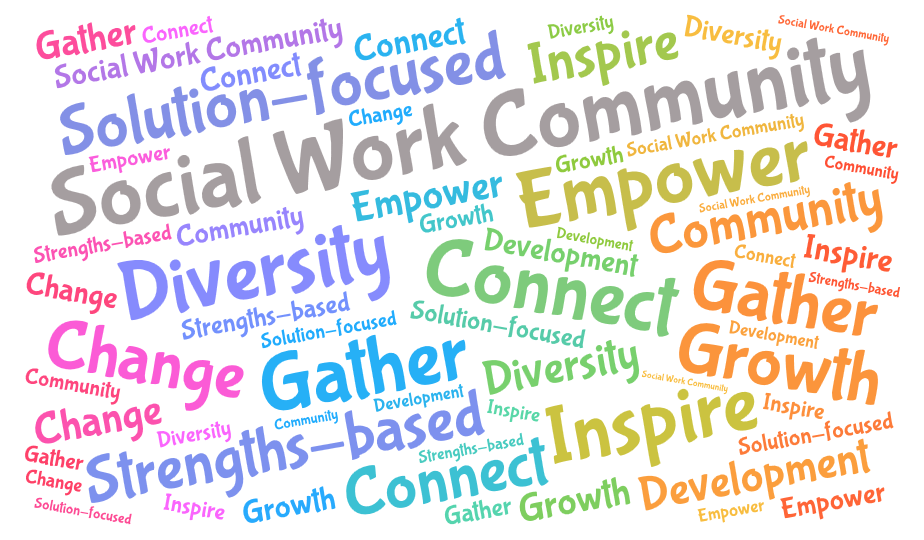 Gather
Connect
Social Work Community
Connect
Connect
Diversity
Inspire
Diversity
Social Work Community
Solution–focused
Change
Empower
Social Work Community
Growth
Social Work Community
Gather
Community
Empower
Growth
Empower
Social Work Community
Community
Strengths–based
Community
Diversity
Development
Development
Connect
Connect
Inspire
Strengths–based
Change
Strengths–based
Solution–focused
Solution–focused
Gather
Growth
Development
Change
Gather
Diversity
Social Work Community
Community
Change
Diversity
Community
Development
Inspire
Inspire
Inspire
Solution–focused
Gather
Change
Strengths–based
Strengths–based
Connect
Development
Solution–focused
Inspire
Growth
Gather
Growth
Empower
Empower